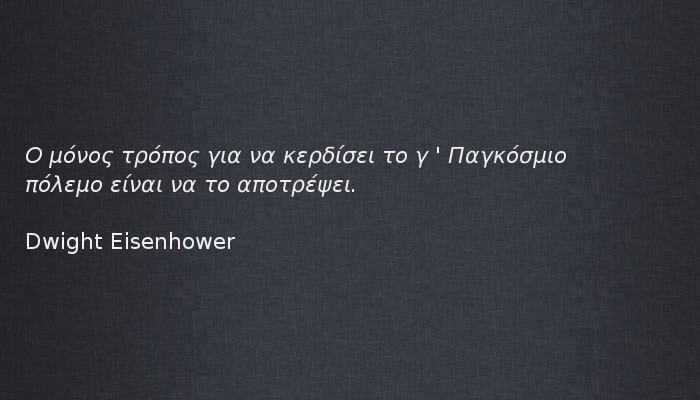 Ο μόνος τρόπος για να κερδίσει το γ ' Παγκόσμιο
πόλεμο είναι να το αποτρέψει.
Dwight Eisenhower